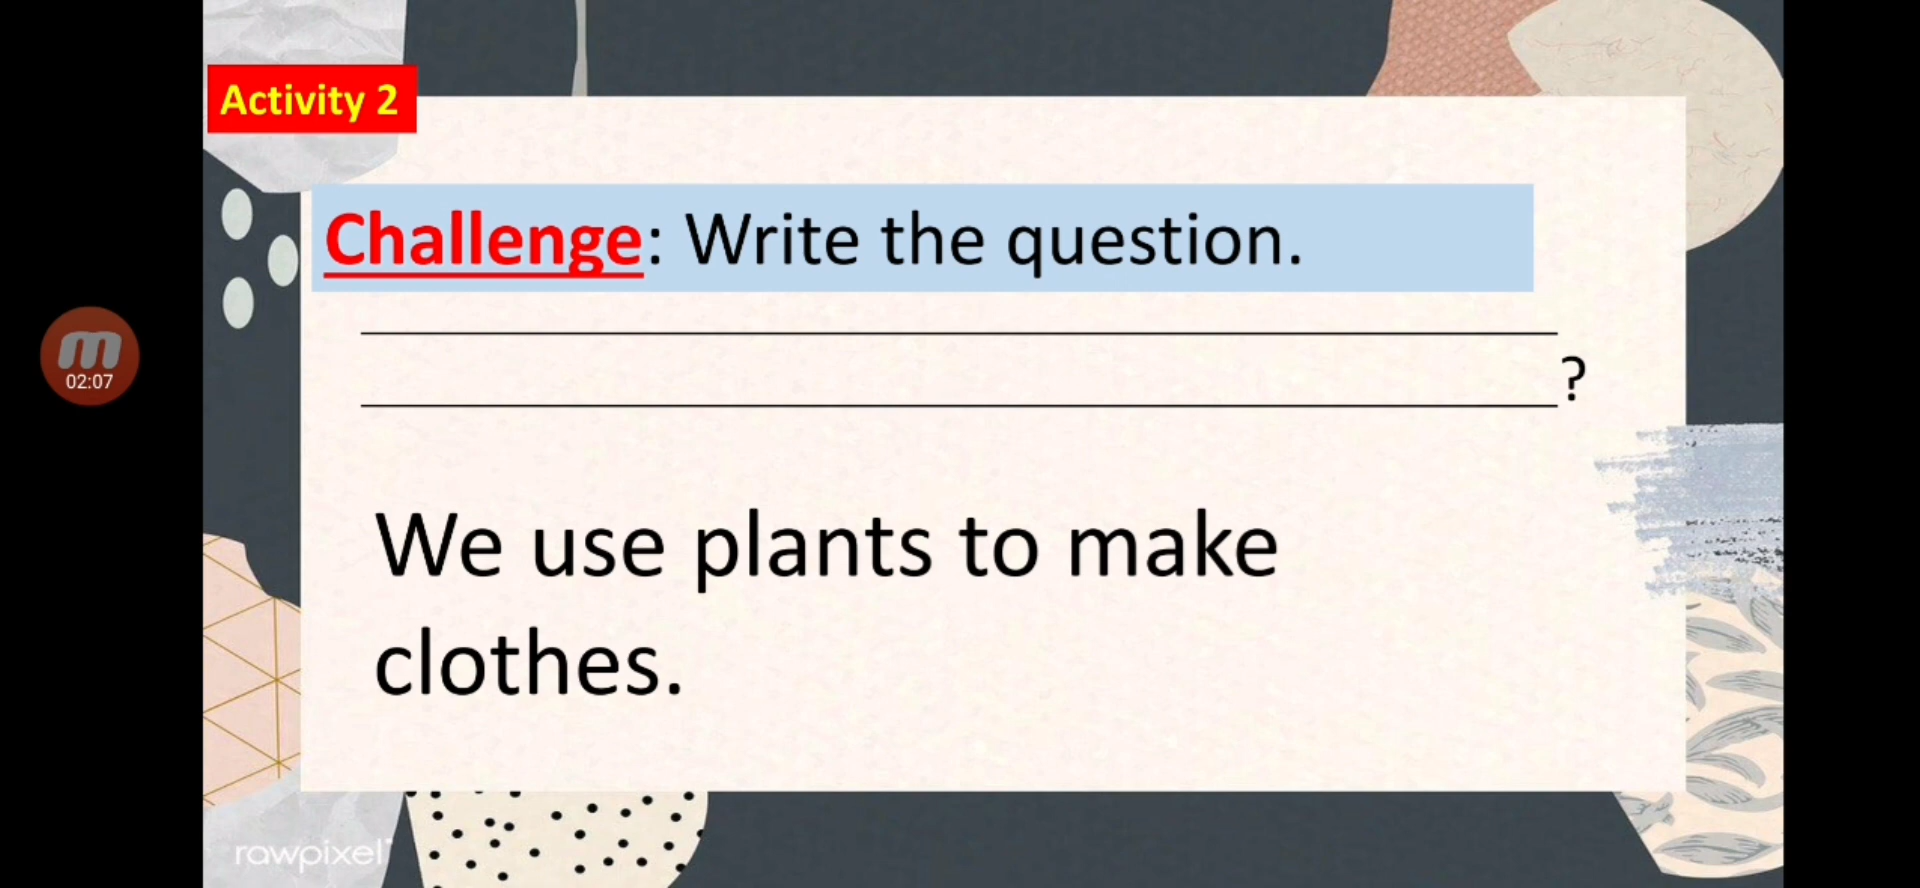 Activity 2
Challenge: Write the question.
?
We use plants to make
clothes.
m
02:07
rawpixel